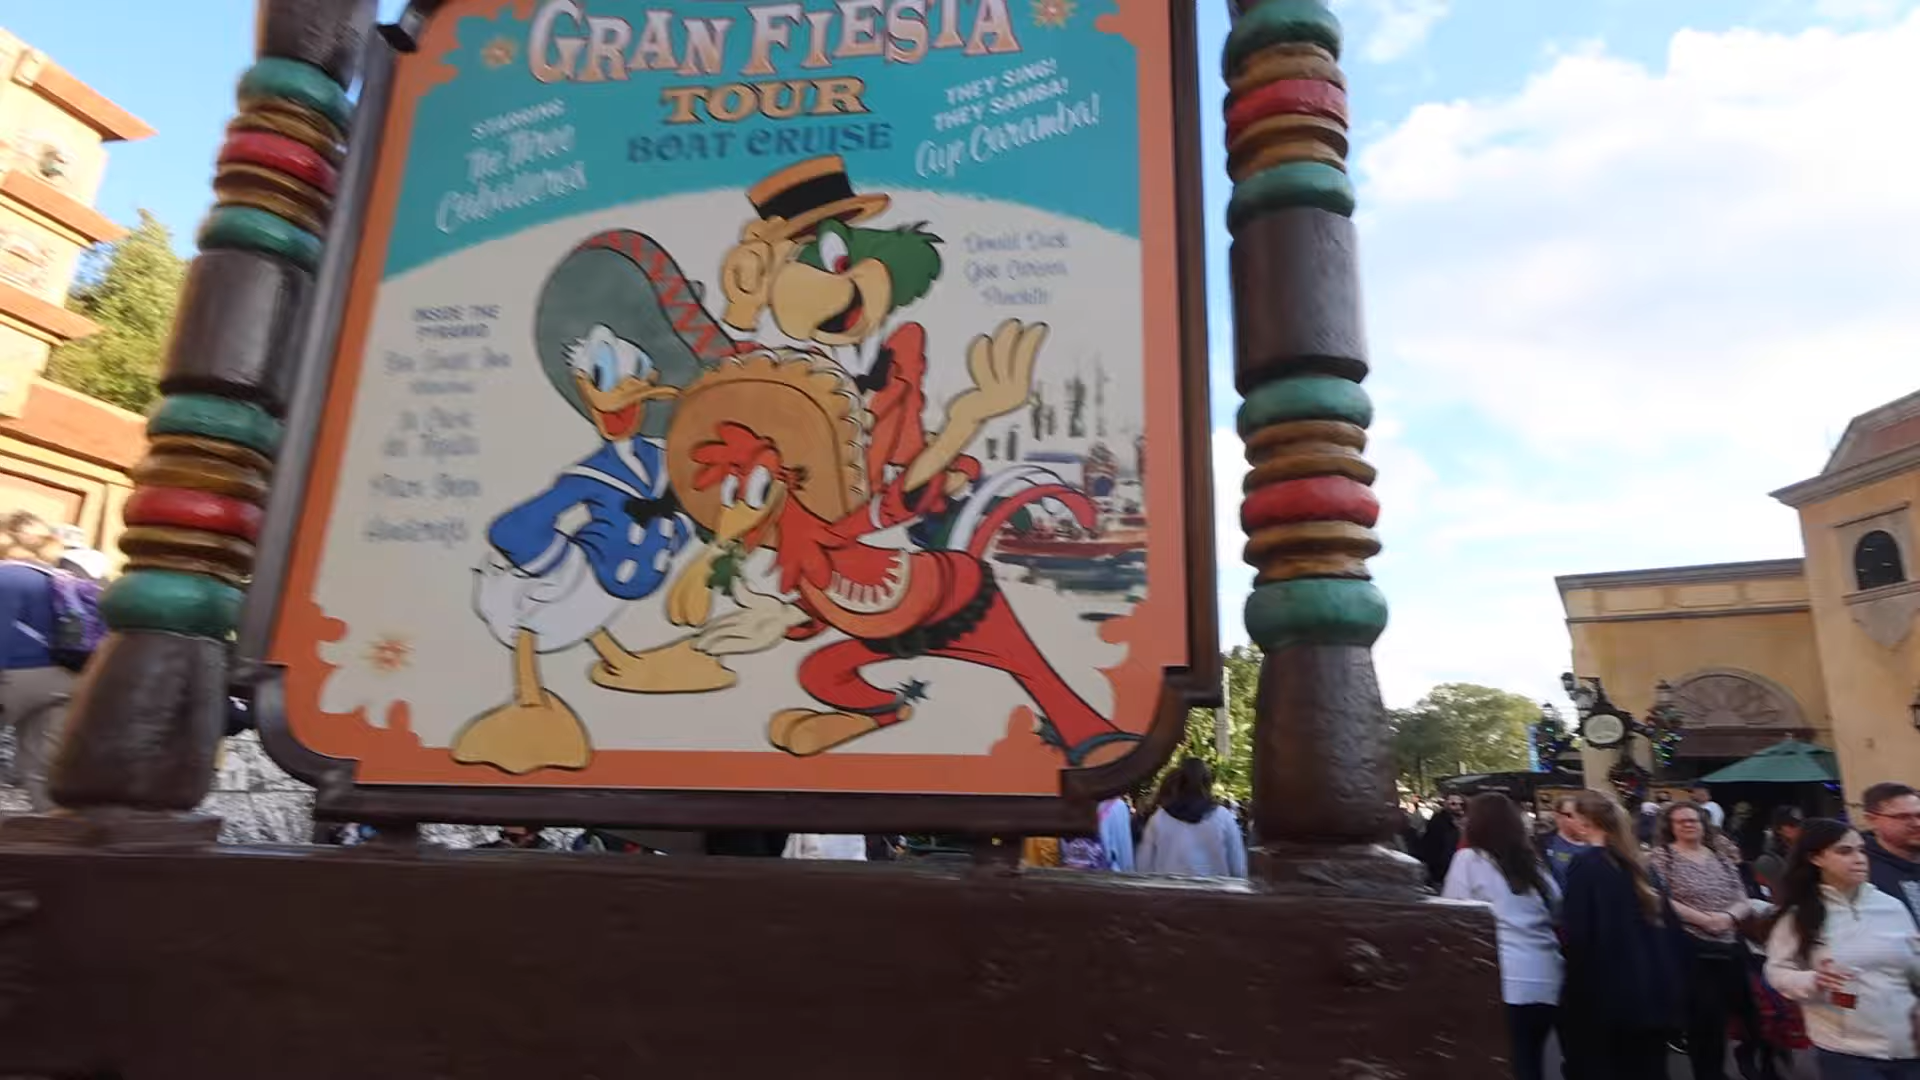 GRAN FIESTA
TOUR
BOAT CRUISE
STARRING
The Three
Caballeros
THEY SING!
THEY SAMBA!
Aye Caramba!
Donald Duck
José Carioca
Panchito
INSIDE THE
PYRAMID